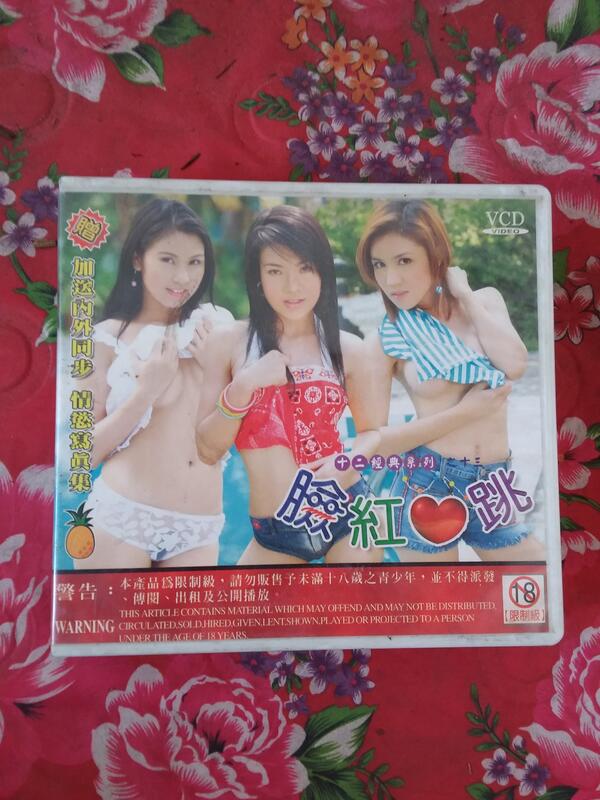 VCD
VIDEO
贈
加送內外同步 情慾寫真集
十二經典系列 之十三
臉紅跳
警告：本產品為限制級，請勿販售予未滿十八歲之青少年，並不得派發
、傳閱、出租及公開播放。
WARNING THIS ARTICLE CONTAINS MATERIAL WHICH MAY OFFEND AND MAY NOT BE DISTRIBUTED,
CIRCULATED,SOLD,HIRED,GIVEN,LENT,SHOWN,PLAYED OR PROJECTED TO A PERSON
UNDER THE AGE OF 18 YEARS.
18
【限制級】